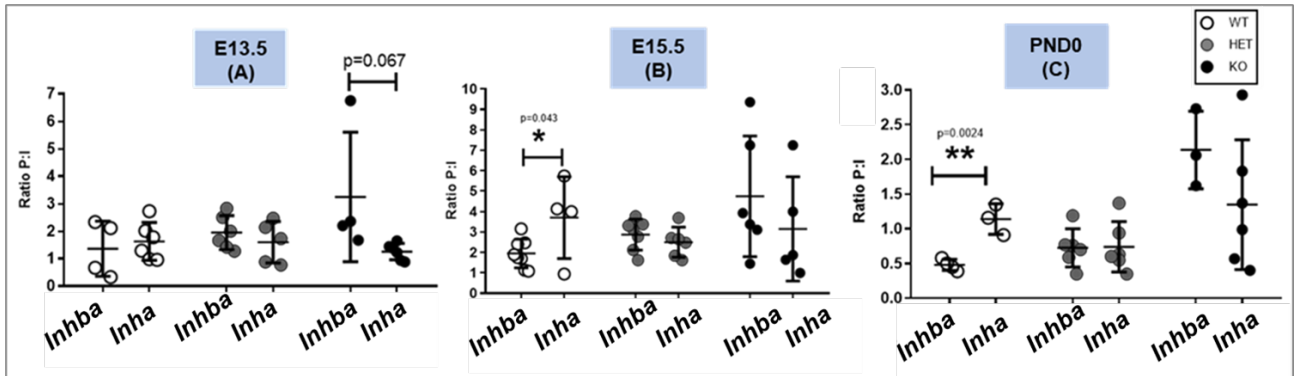 E13.5
(A)
p=0.067
Ratio P:I
7
6
5
4
3
2
1
0
Inhba
Inha
Inhba
Inha
Inhba
Inha
E15.5
(B)
p=0.043
*
Ratio P:I
10
9
8
7
6
5
4
3
2
1
0
Inhba
Inha
Inhba
Inha
Inhba
Inha
PND0
(C)
WT
HET
KO
p=0.0024
**
Ratio P:I
3.0
2.5
2.0
1.5
1.0
0.5
0.0
Inhba
Inha
Inhba
Inha
Inhba
Inha